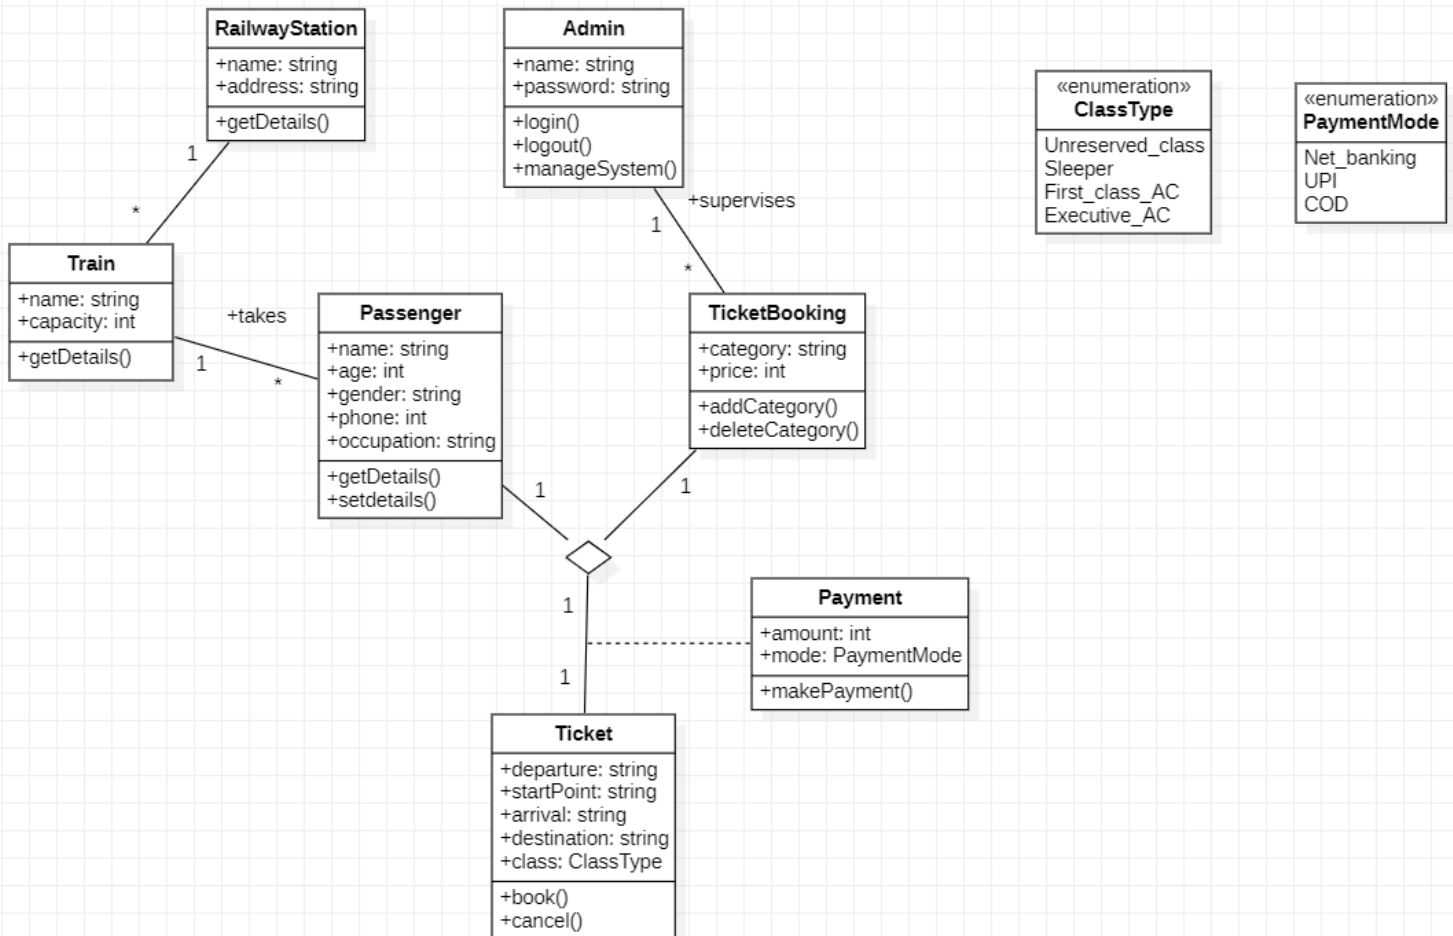 RailwayStation
+name: string
+address: string
+getDetails()
Admin
+name: string
+password: string
+login()
+logout()
+manageSystem()
«enumeration»
ClassType
Unreserved_class
Sleeper
First_class_AC
Executive_AC
«enumeration»
PaymentMode
Net_banking
UPI
COD
1
*
+supervises
1
*
Train
+name: string
+capacity: int
+getDetails()
+takes
1
*
Passenger
+name: string
+age: int
+gender: string
+phone: int
+occupation: string
+getDetails()
+setdetails()
TicketBooking
+category: string
+price: int
+addCategory()
+deleteCategory()
1
1
1
1
Payment
+amount: int
+mode: PaymentMode
+makePayment()
Ticket
+departure: string
+startPoint: string
+arrival: string
+destination: string
+class: ClassType
+book()
+cancel()